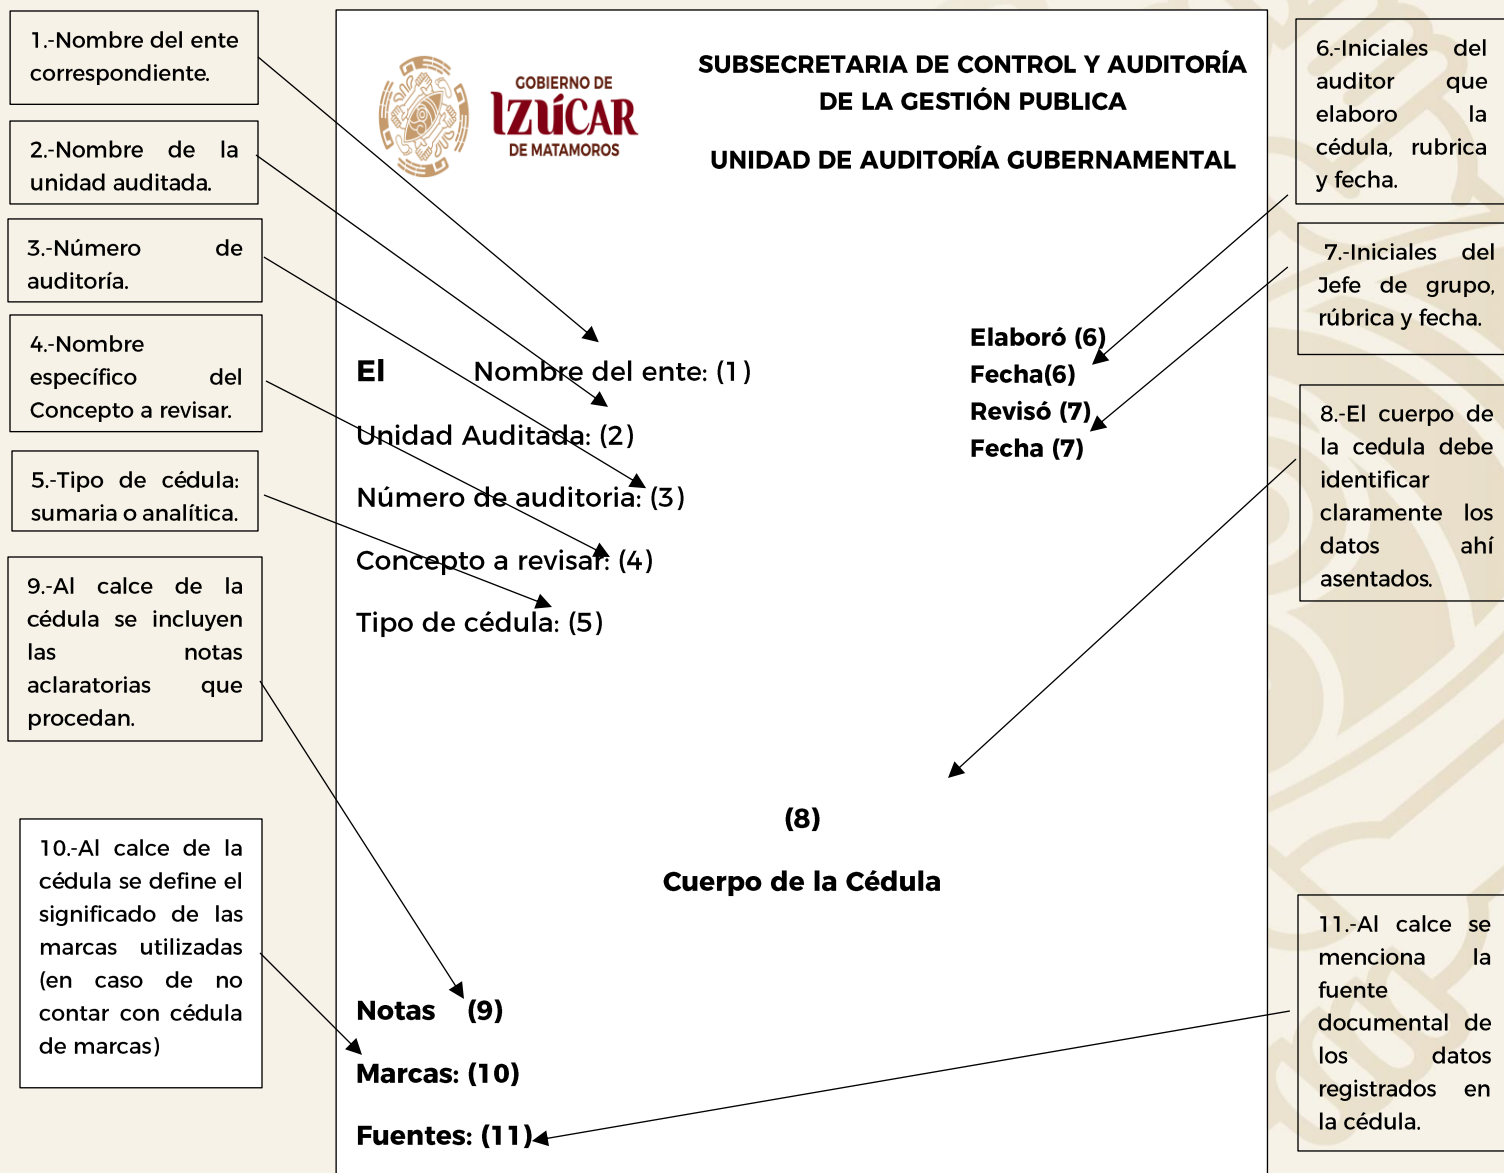 1.-Nombre del ente
correspondiente.
2.-Nombre de la
unidad auditada.
3.-Número de
auditoría.
4.-Nombre
específico del
Concepto a revisar.
5.-Tipo de cédula:
sumaria o analítica.
9.-Al calce de la
cédula se incluyen
las notas
aclaratorias que
procedan.
10.-Al calce de la
cédula se define el
significado de las
marcas utilizadas
(en caso de no
contar con cédula
de marcas)
GOBIERNO DE
IZÚCAR
DE MATAMOROS
SUBSECRETARIA DE CONTROL Y AUDITORÍA
DE LA GESTIÓN PUBLICA
UNIDAD DE AUDITORÍA GUBERNAMENTAL
El Nombre del ente: (1)
Unidad Auditada: (2)
Número de auditoria: (3)
Concepto a revisar: (4)
Tipo de cédula: (5)
Elaboró (6)
Fecha(6)
Revisó (7)
Fecha (7)
(8)
Cuerpo de la Cédula
Notas (9)
Marcas: (10)
Fuentes: (11)
6.-Iniciales del
auditor que
elaboro la
cédula, rubrica
y fecha.
7.-Iniciales del
Jefe de grupo,
rúbrica y fecha.
8.-El cuerpo de
la cedula debe
identificar
claramente los
datos ahí
asentados.
11.-Al calce se
menciona la
fuente
documental de
los datos
registrados en
la cédula.